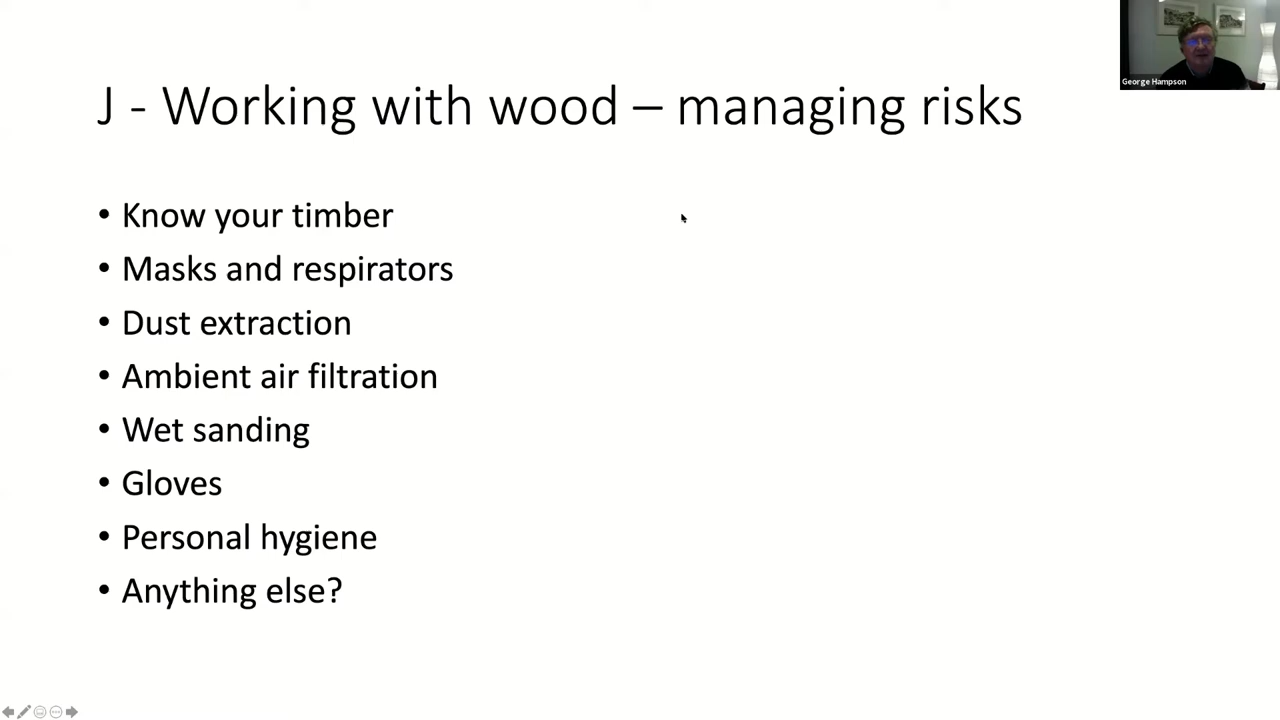 George Hampson
J - Working with wood – managing risks
• Know your timber
• Masks and respirators
• Dust extraction
• Ambient air filtration
• Wet sanding
• Gloves
• Personal hygiene
• Anything else?